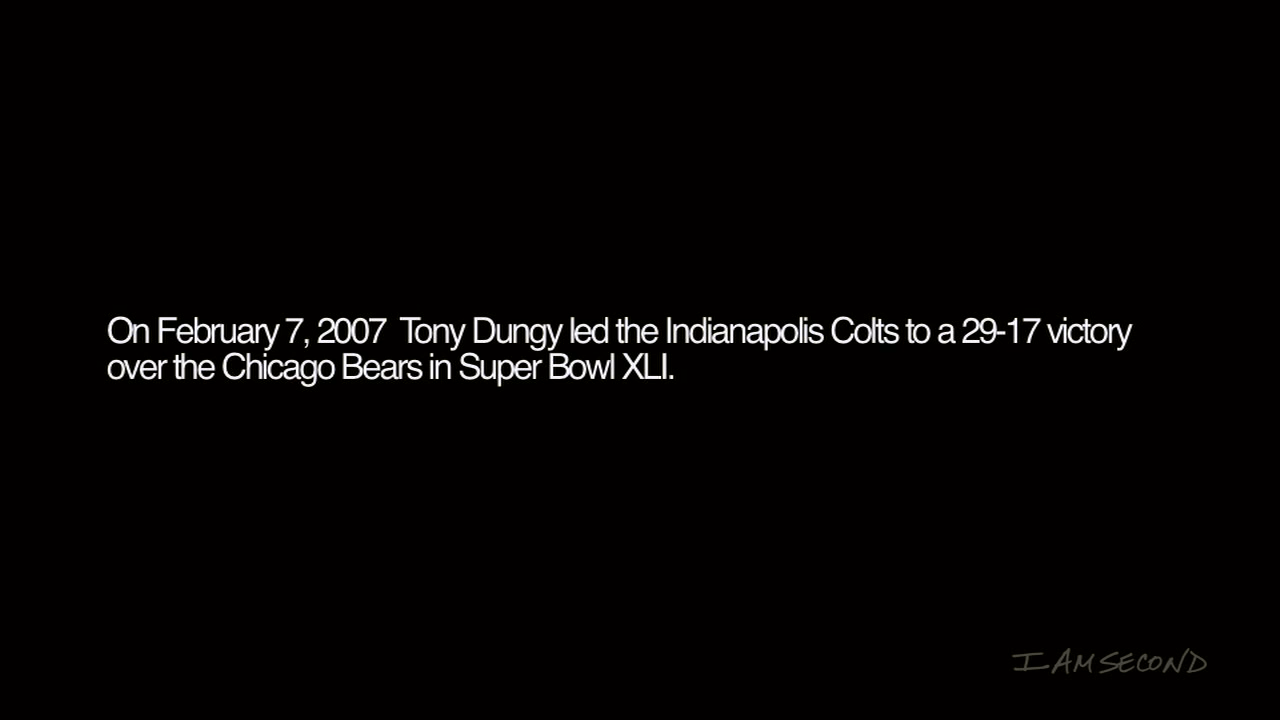 On February 7, 2007  Tony Dungy led the Indianapolis Colts to a 29-17 victory
over the Chicago Bears in Super Bowl XLI.
I AM SECOND